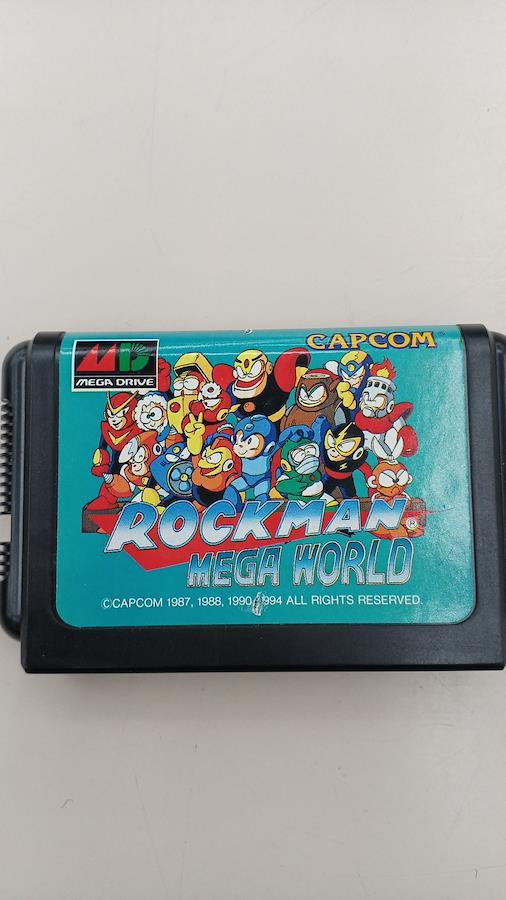 CAPCOM
MD
MEGA DRIVE
ROCKMAN®
MEGA WORLD
©CAPCOM 1987, 1988, 1990, 1994 ALL RIGHTS RESERVED.